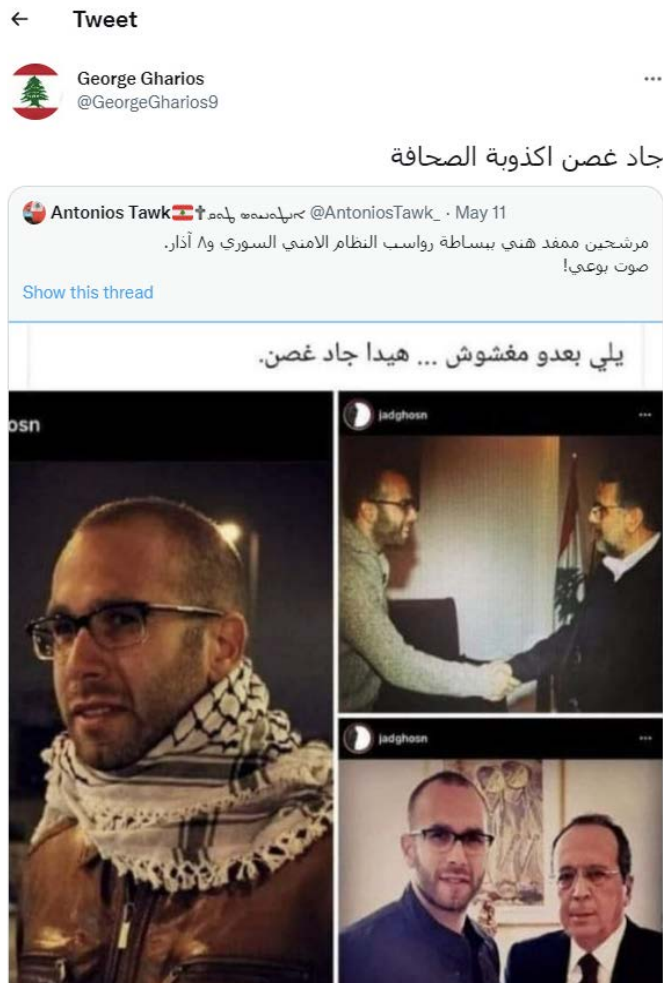 Tweet
George Gharios
@GeorgeGharios9
جاد غصن اكذوبة الصحافة
Antonios Tawk @AntoniosTawk_ · May 11
مرشحين ممفد هني ببساطة رواسب النظام الامني السوري و٨ آذار.
صوت بوعي!
Show this thread
يلي بعدو مغشوش ... هيدا جاد غصن.
osn
jadghosn
jadghosn